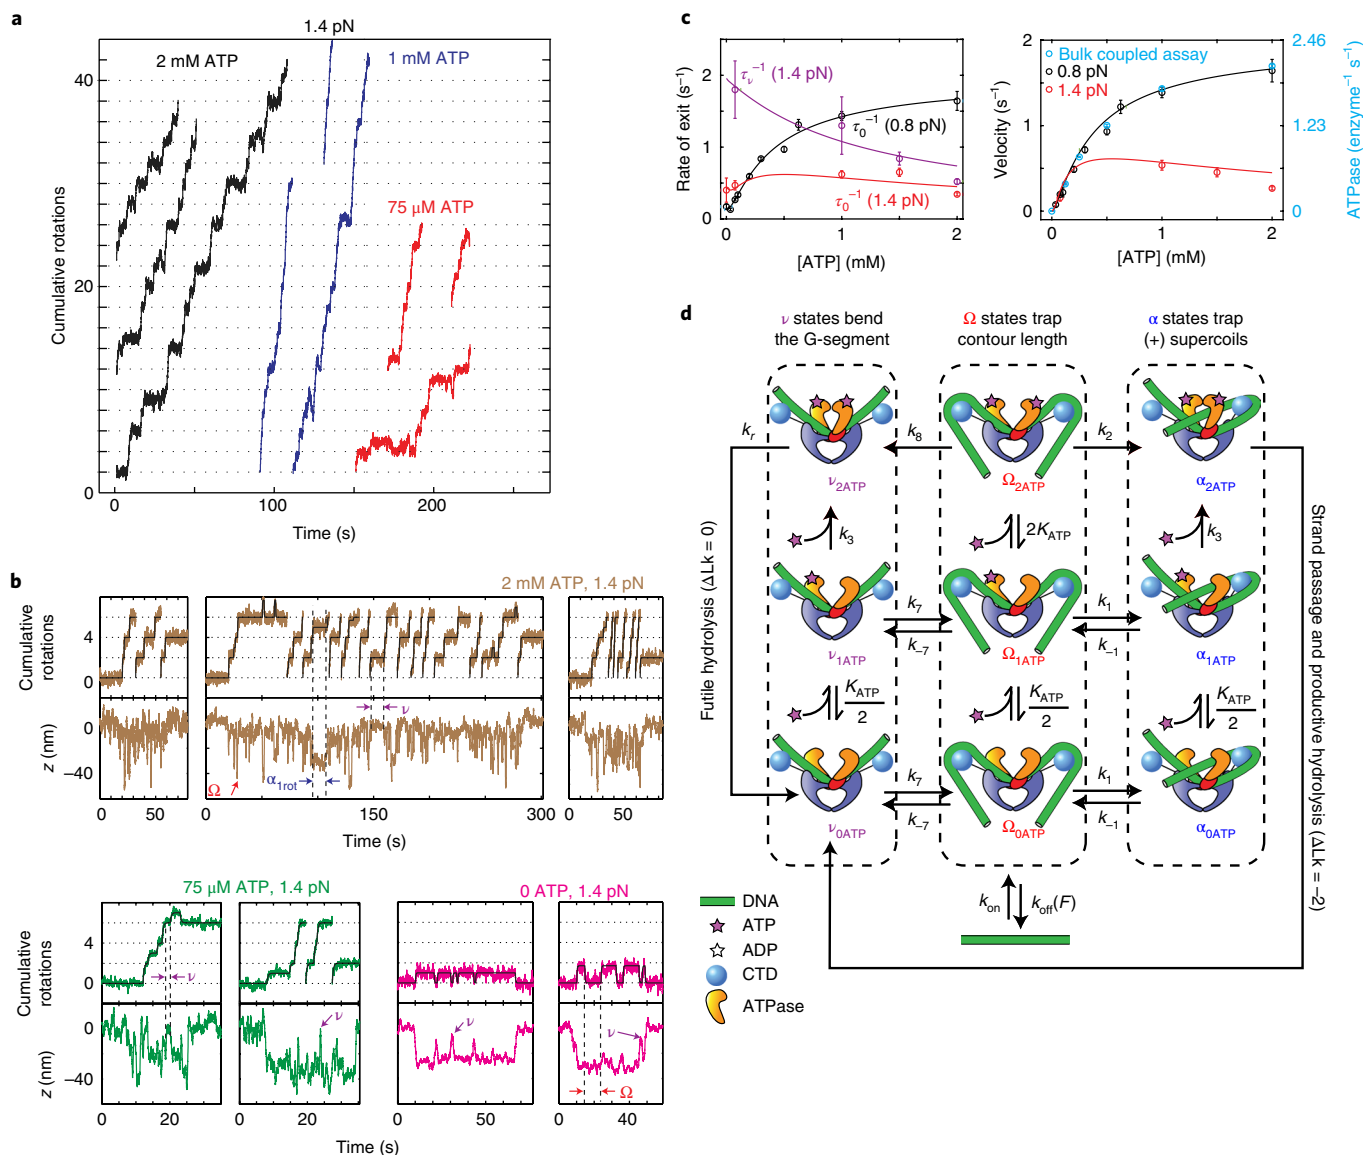 a
1.4 pN
2 mM ATP
1 mM ATP
75 μM ATP
Cumulative rotations
40
20
0
0
100
200
Time (s)
b
2 mM ATP, 1.4 pN
Cumulative
rotations
4
0
z (nm)
0
–40
ν
Ω
α1rot
0
50
0
150
300
0
50
Time (s)
75 μM ATP, 1.4 pN
0 ATP, 1.4 pN
Cumulative
rotations
4
0
z (nm)
0
–40
ν
ν
ν
ν
Ω
0
20
0
20
0
50
0
40
Time (s)
c
Rate of exit (s–1)
2
1
0
τν–1 (1.4 pN)
τ0–1 (0.8 pN)
τ0–1 (1.4 pN)
0
1
2
[ATP] (mM)
Velocity (s–1)
2
1
0
Bulk coupled assay
0.8 pN
1.4 pN
2.46
1.23
0
ATPase (enzyme–1 s–1)
0
1
2
[ATP] (mM)
d
ν states bend
the G-segment
Ω states trap
contour length
α states trap
(+) supercoils
kr
k8
k2
ν2ATP
Ω2ATP
α2ATP
k3
2KATP
k3
k7
k–7
k1
k–1
ν1ATP
Ω1ATP
α1ATP
KATP
2
KATP
2
KATP
2
k7
k–7
k1
k–1
ν0ATP
Ω0ATP
α0ATP
kon
koff(F)
Futile hydrolysis (ΔLk = 0)
Strand passage and productive hydrolysis (ΔLk = –2)
DNA
ATP
ADP
CTD
ATPase